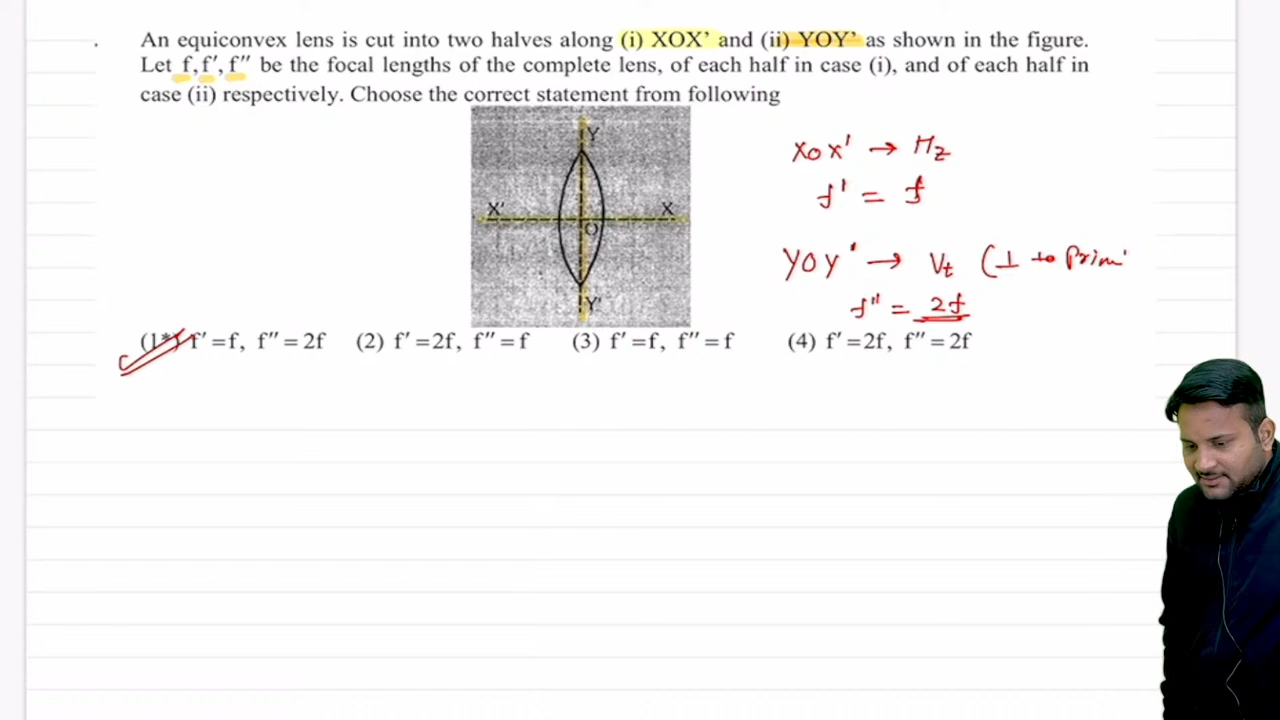 An equiconvex lens is cut into two halves along (i) XOX' and (ii) YOY' as shown in the figure.
Let f, f′, f″ be the focal lengths of the complete lens, of each half in case (i), and of each half in
case (ii) respectively. Choose the correct statement from following
Y
X'
X
O
Y'
XOX' → Hz
f' = f
YOY' → Vt (⊥ to Prim
f" = 2f
(1*) f′ = f, f″ = 2f (2) f′ = 2f, f″ = f (3) f′ = f, f″ = f (4) f′ = 2f, f″ = 2f